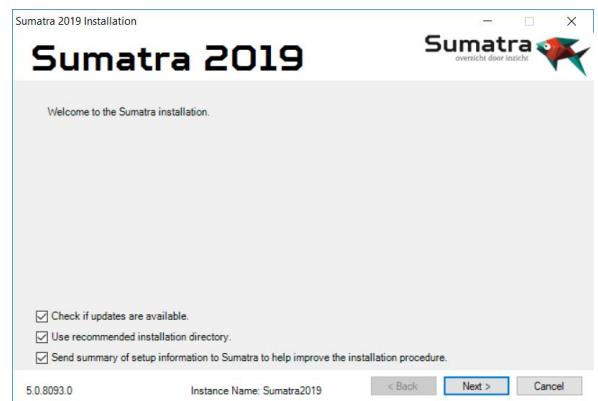 Sumatra 2019 Installation
Sumatra 2019
Sumatra
overzicht door inzicht
Welcome to the Sumatra installation.
Check if updates are available.
Use recommended installation directory.
Send summary of setup information to Sumatra to help improve the installation procedure.
5.0.8093.0 Instance Name: Sumatra2019 < Back Next > Cancel